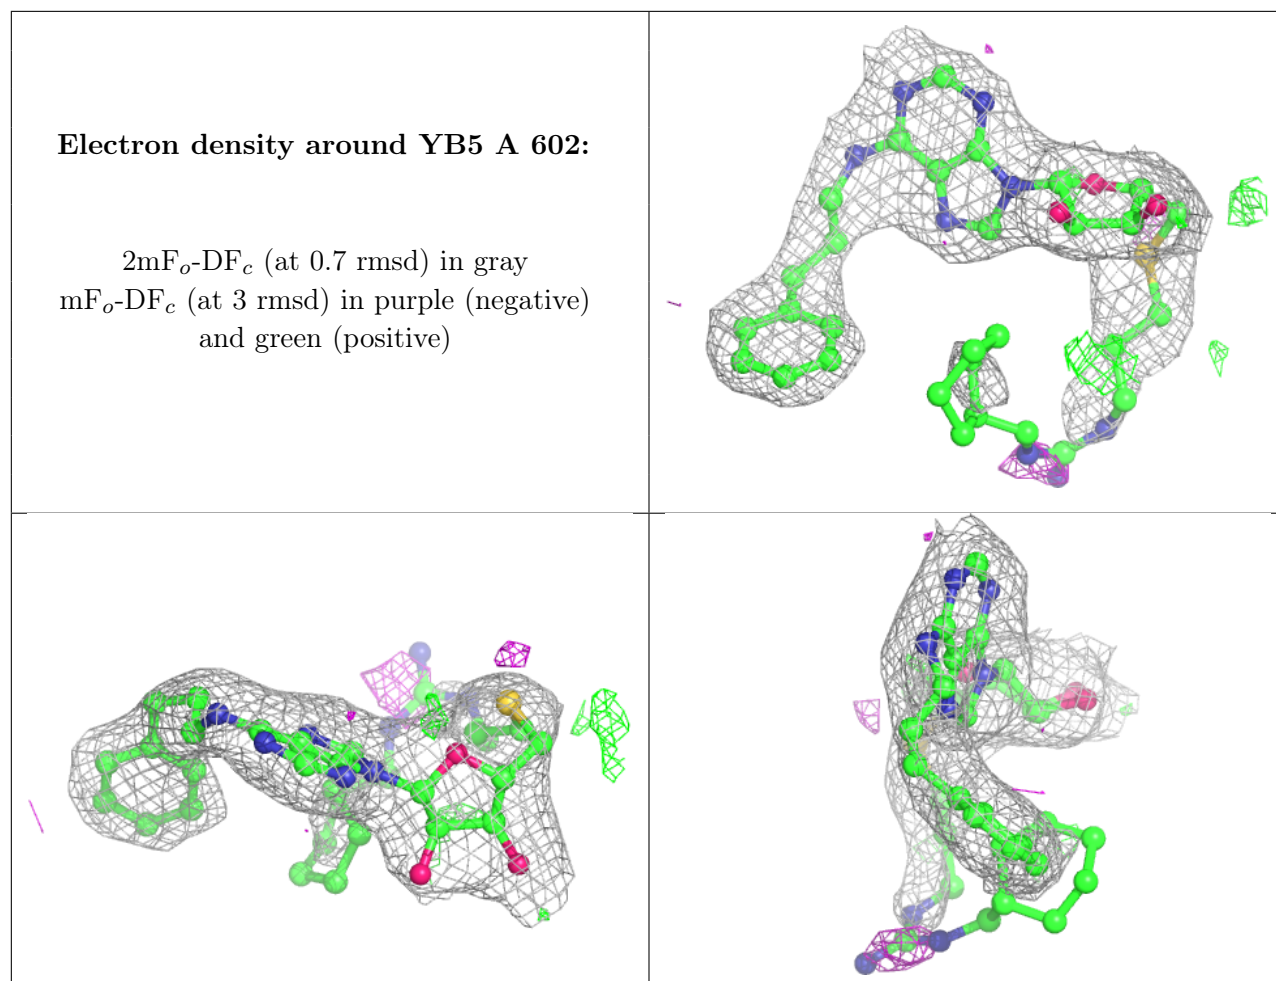 Electron density around YB5 A 602:
2mFo-DFc (at 0.7 rmsd) in gray
mFo-DFc (at 3 rmsd) in purple (negative)
and green (positive)